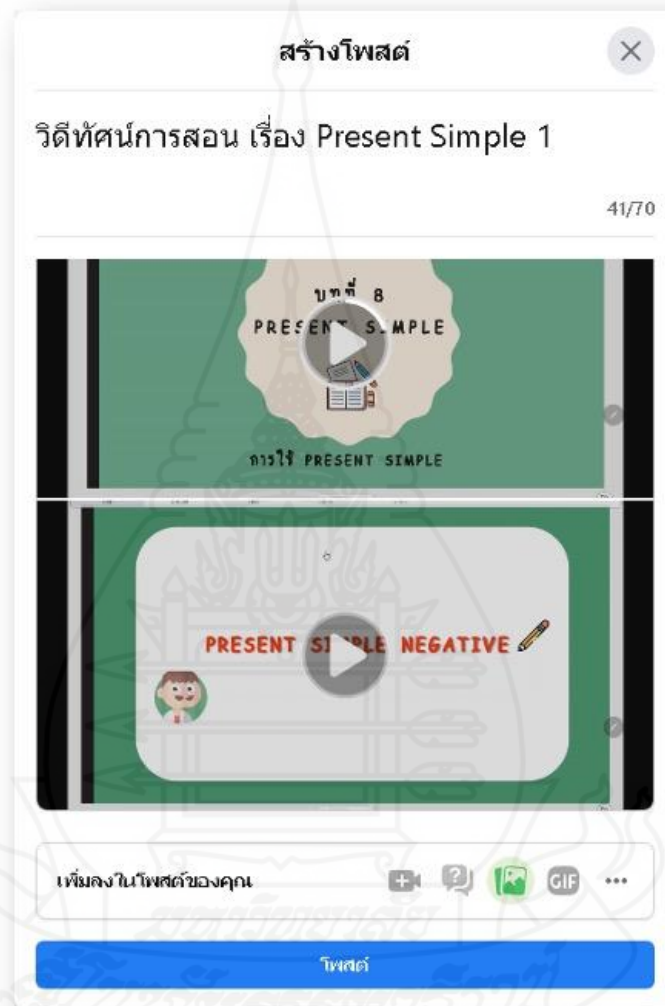 สร้างโพสต์
วิดีทัศน์การสอน เรื่อง Present Simple 1
41/70
บทที่ 8
PRESENT SIMPLE
การใช้ PRESENT SIMPLE
PRESENT SIMPLE NEGATIVE
เพิ่มลงในโพสต์ของคุณ
GIF
โพสต์